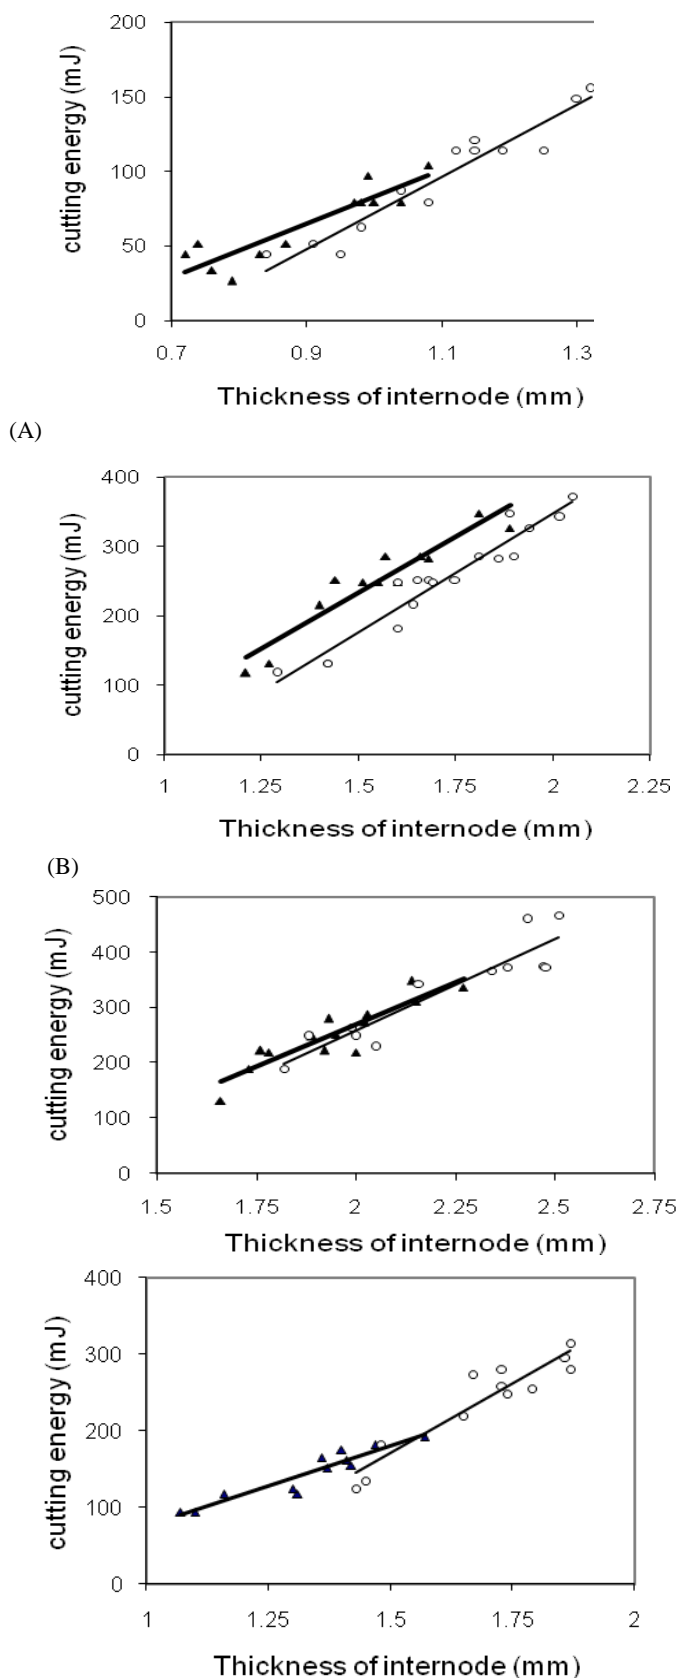 200
150
100
50
0
cutting energy (mJ)
0.7 0.9 1.1 1.3
Thickness of internode (mm)
(A)
400
300
200
100
0
cutting energy (mJ)
1 1.25 1.5 1.75 2 2.25
Thickness of internode (mm)
(B)
500
400
300
200
100
0
cutting energy (mJ)
1.5 1.75 2 2.25 2.5 2.75
Thickness of internode (mm)
400
300
200
100
0
cutting energy (mJ)
1 1.25 1.5 1.75 2
Thickness of internode (mm)